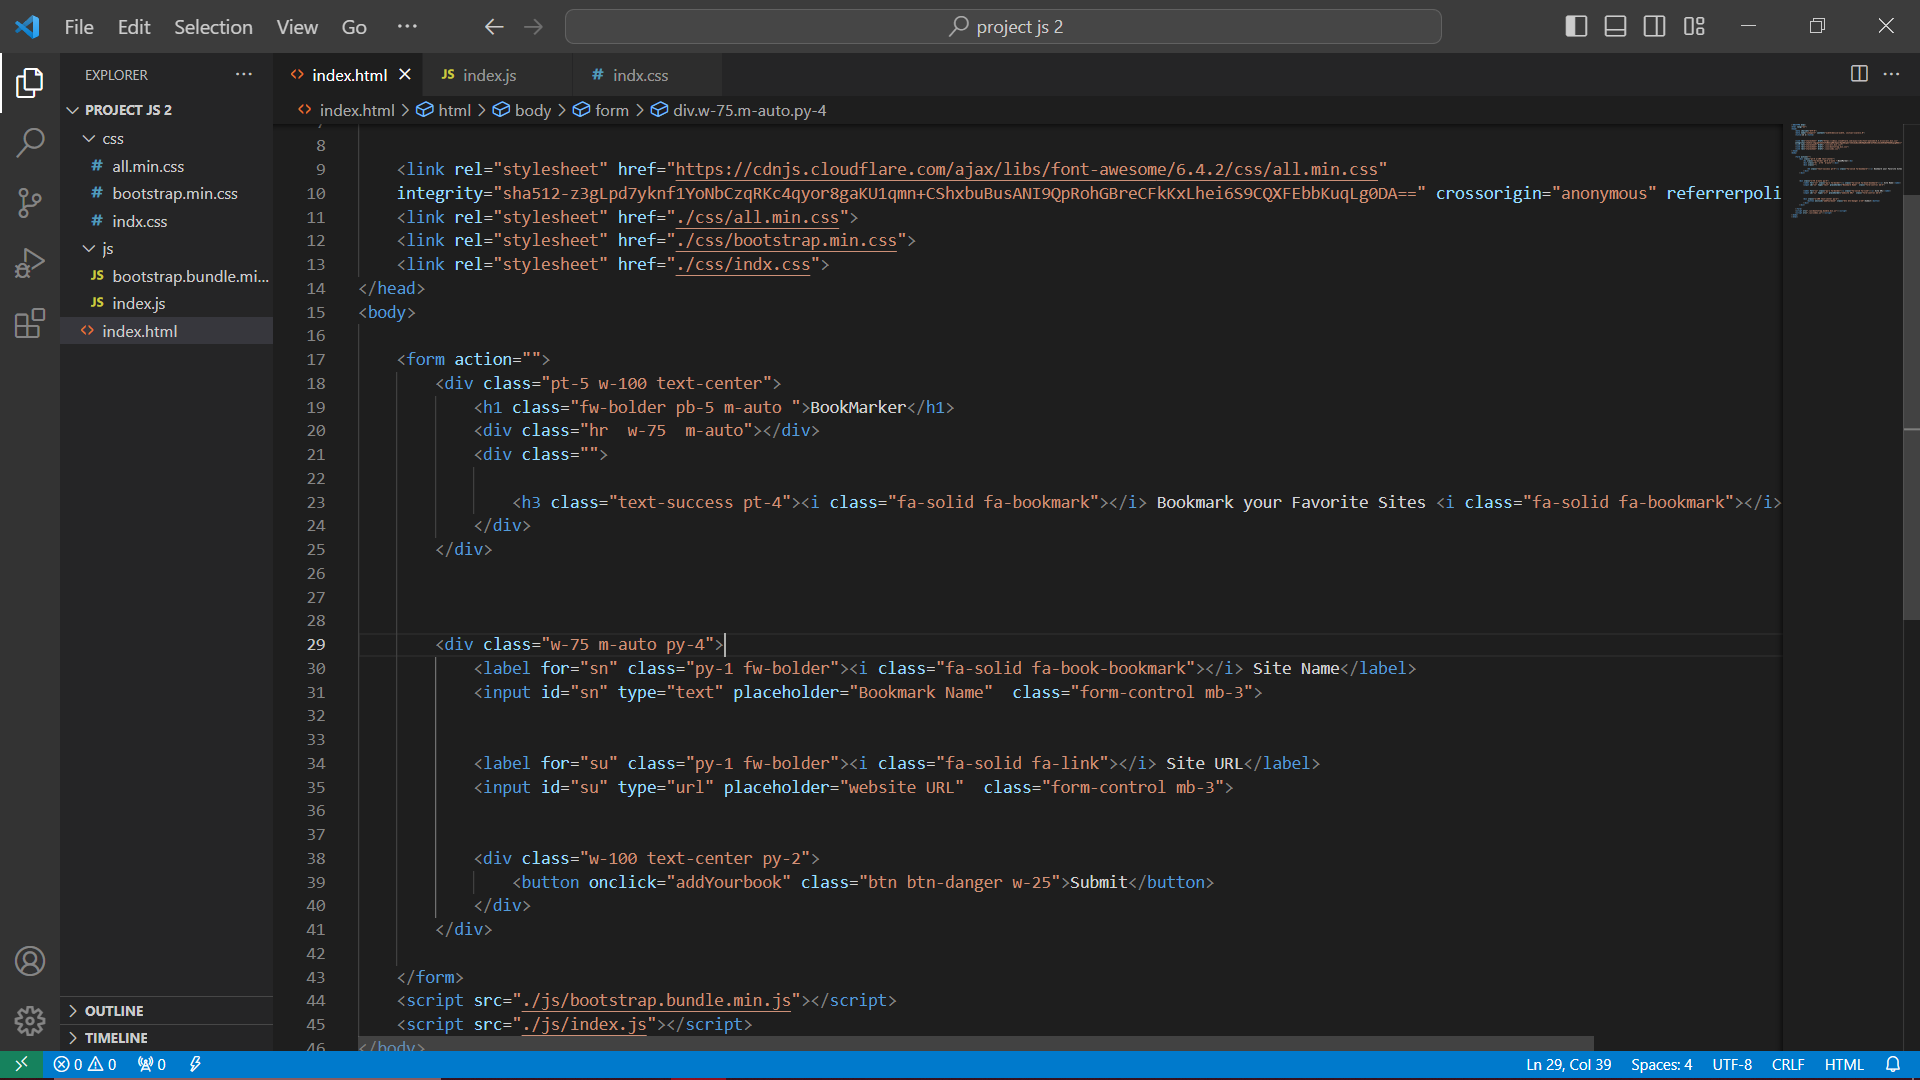 File Edit Selection View Go ··· project js 2
EXPLORER ···
PROJECT JS 2
css
# all.min.css
# bootstrap.min.css
# indx.css
js
JS bootstrap.bundle.mi...
JS index.js
<> index.html
OUTLINE
TIMELINE
<> index.html × JS index.js # indx.css ···
<> index.html > html > body > form > div.w-75.m-auto.py-4
8
9 <link rel="stylesheet" href="https://cdnjs.cloudflare.com/ajax/libs/font-awesome/6.4.2/css/all.min.css"
10 integrity="sha512-z3gLpd7yknf1YoNbCzqRKc4qyor8gaKU1qmn+CShxbuBusANI9QpRohGBreCFkKxLhei6S9CQXFEbbKuqLg0DA==" crossorigin="anonymous" referrerpoli
11 <link rel="stylesheet" href="./css/all.min.css">
12 <link rel="stylesheet" href="./css/bootstrap.min.css">
13 <link rel="stylesheet" href="./css/indx.css">
14 </head>
15 <body>
16
17 <form action="">
18 <div class="pt-5 w-100 text-center">
19 <h1 class="fw-bolder pb-5 m-auto ">BookMarker</h1>
20 <div class="hr  w-75  m-auto"></div>
21 <div class="">
22
23 <h3 class="text-success pt-4"><i class="fa-solid fa-bookmark"></i> Bookmark your Favorite Sites <i class="fa-solid fa-bookmark"></i>
24 </div>
25 </div>
26
27
28
29 <div class="w-75 m-auto py-4">
30 <label for="sn" class="py-1 fw-bolder"><i class="fa-solid fa-book-bookmark"></i> Site Name</label>
31 <input id="sn" type="text" placeholder="Bookmark Name"  class="form-control mb-3">
32
33
34 <label for="su" class="py-1 fw-bolder"><i class="fa-solid fa-link"></i> Site URL</label>
35 <input id="su" type="url" placeholder="website URL"  class="form-control mb-3">
36
37
38 <div class="w-100 text-center py-2">
39 <button onclick="addYourbook" class="btn btn-danger w-25">Submit</button>
40 </div>
41 </div>
42
43 </form>
44 <script src="./js/bootstrap.bundle.min.js"></script>
45 <script src="./js/index.js"></script>
46 </body>
0 0 0 Ln 29, Col 39 Spaces: 4 UTF-8 CRLF HTML